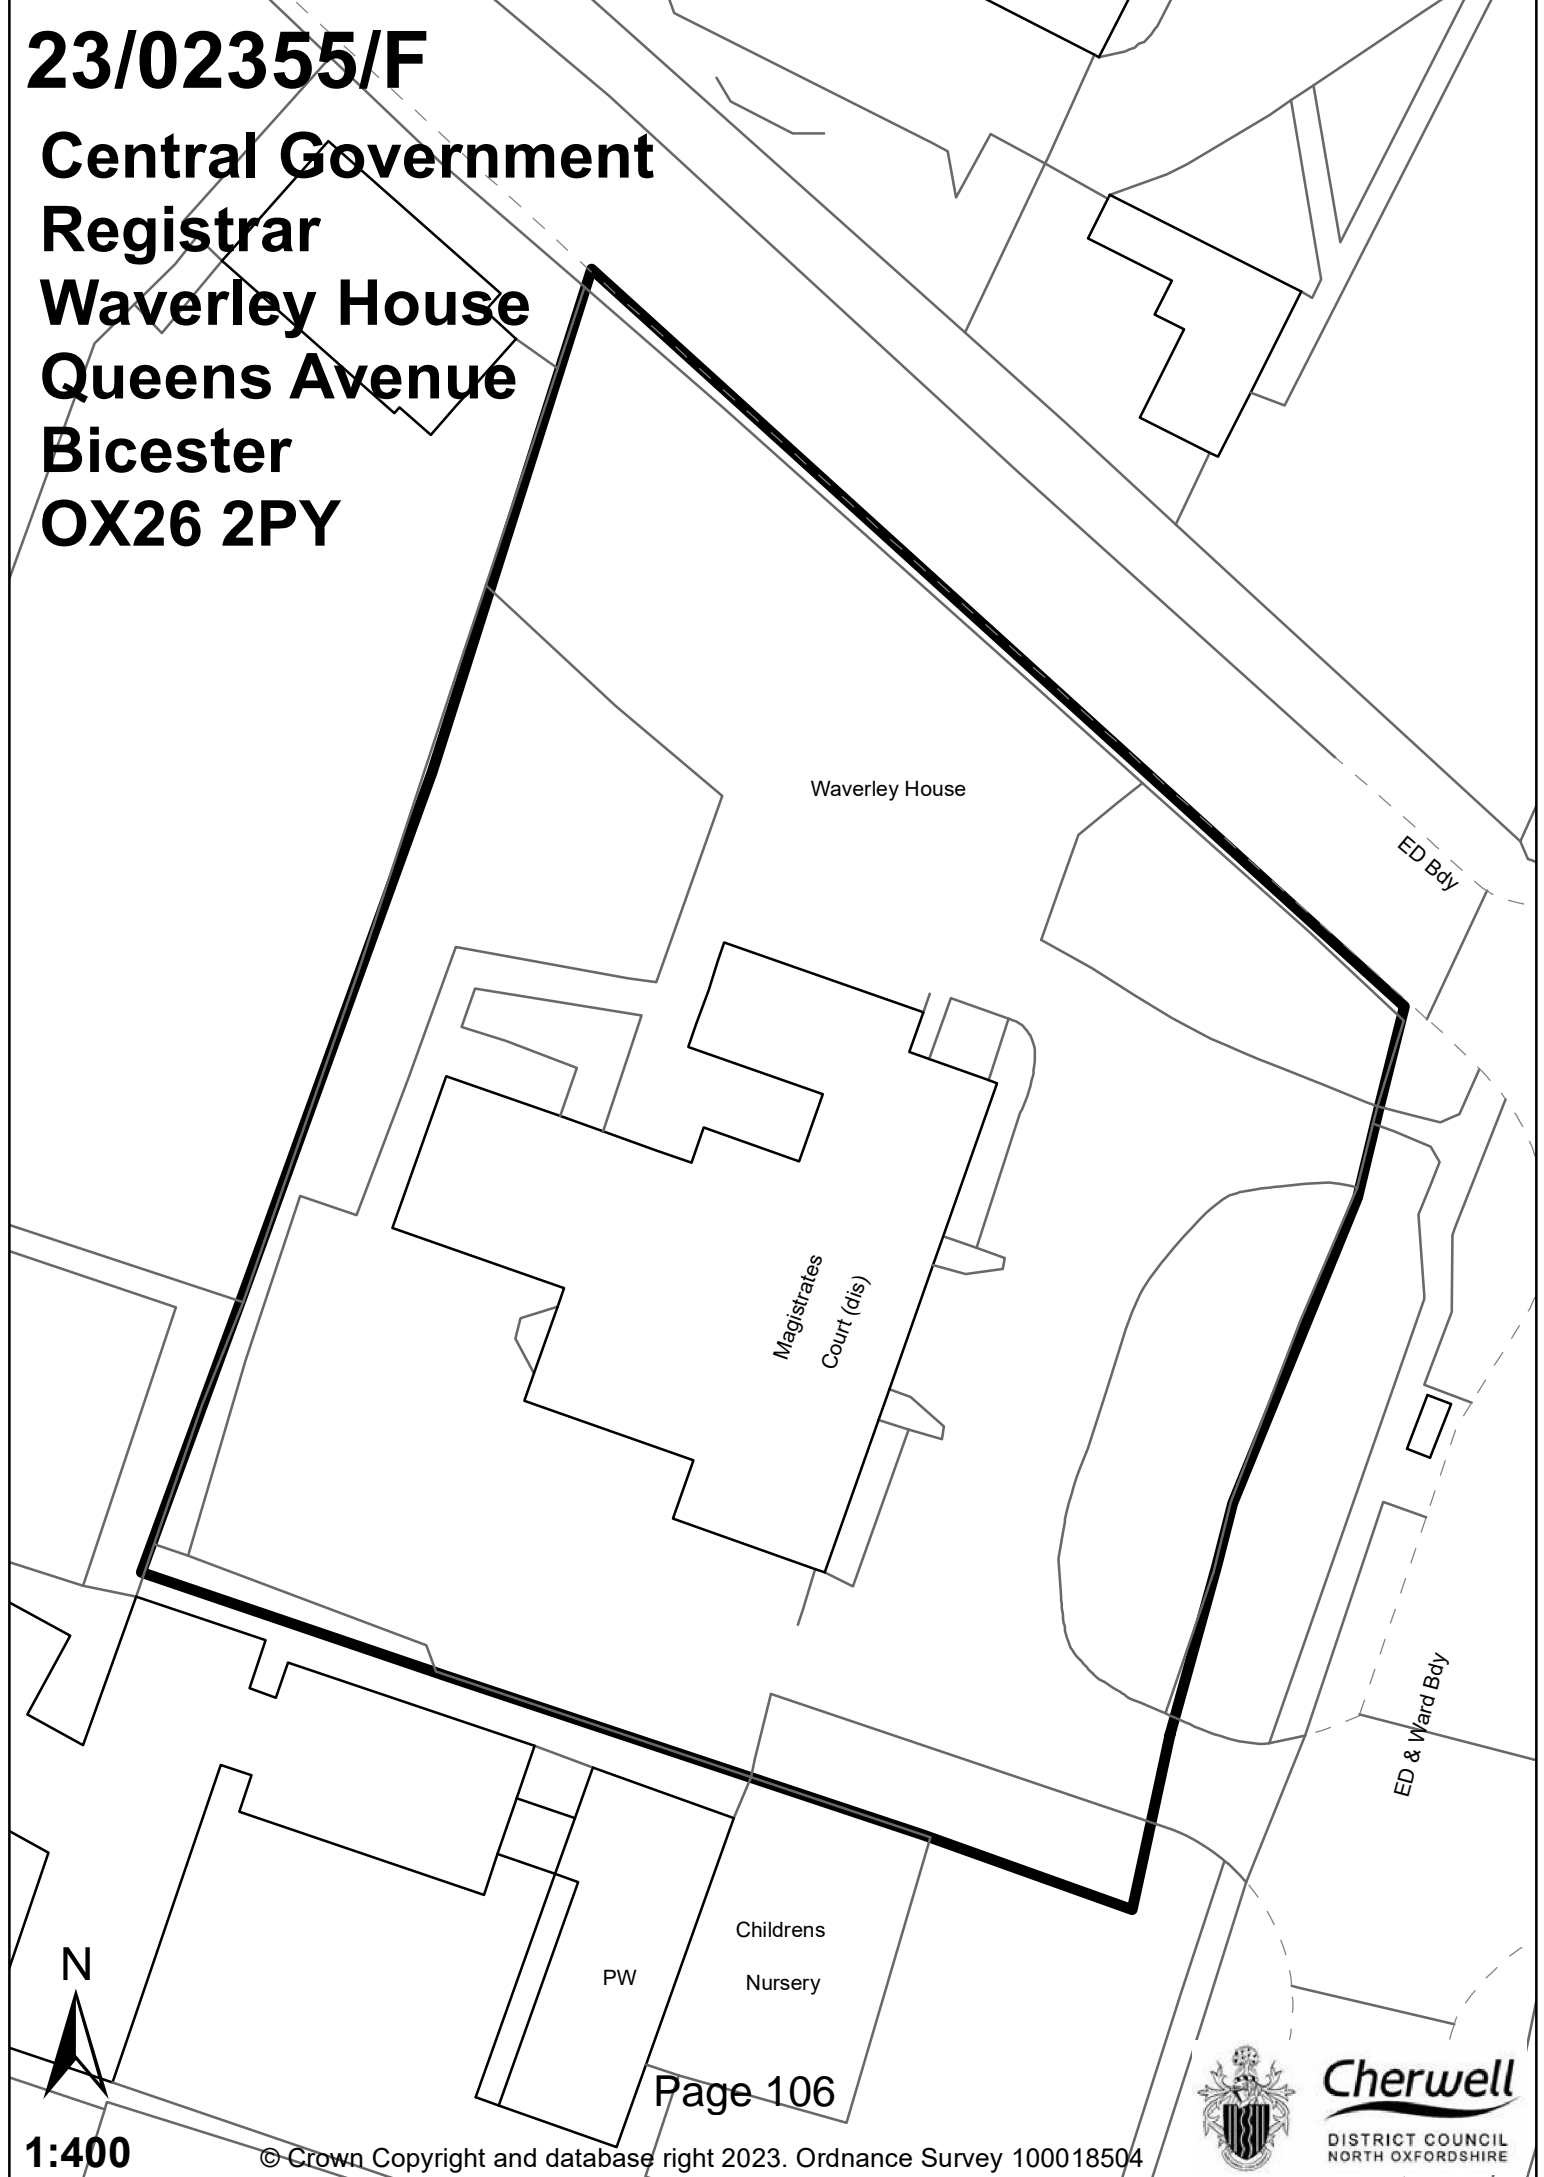 23/02355/F
Central Government
Registrar
Waverley House
Queens Avenue
Bicester
OX26 2PY
Waverley House
ED Bdy
Magistrates
Court (dis)
ED & Ward Bdy
Childrens
Nursery
PW
N
Page 106
1:400
© Crown Copyright and database right 2023. Ordnance Survey 100018504
Cherwell
DISTRICT COUNCIL
NORTH OXFORDSHIRE